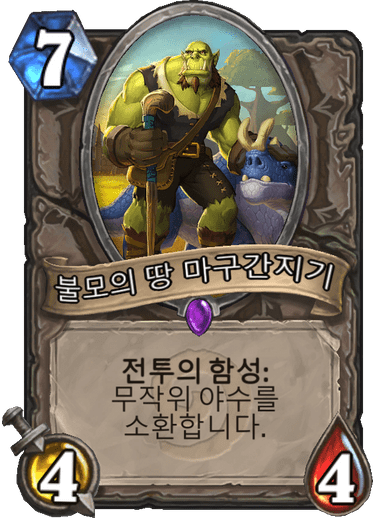 7
불모의 땅 마구간지기
전투의 함성:
무작위 야수를
소환합니다.
4
4